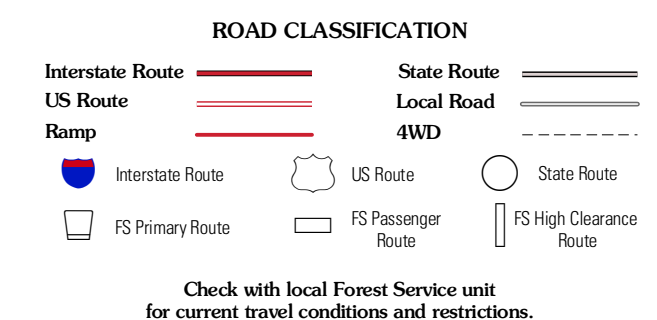 ROAD CLASSIFICATION
Interstate Route
State Route
US Route
Local Road
Ramp
4WD
Interstate Route
US Route
State Route
FS Primary Route
FS Passenger
Route
FS High Clearance
Route
Check with local Forest Service unit
for current travel conditions and restrictions.